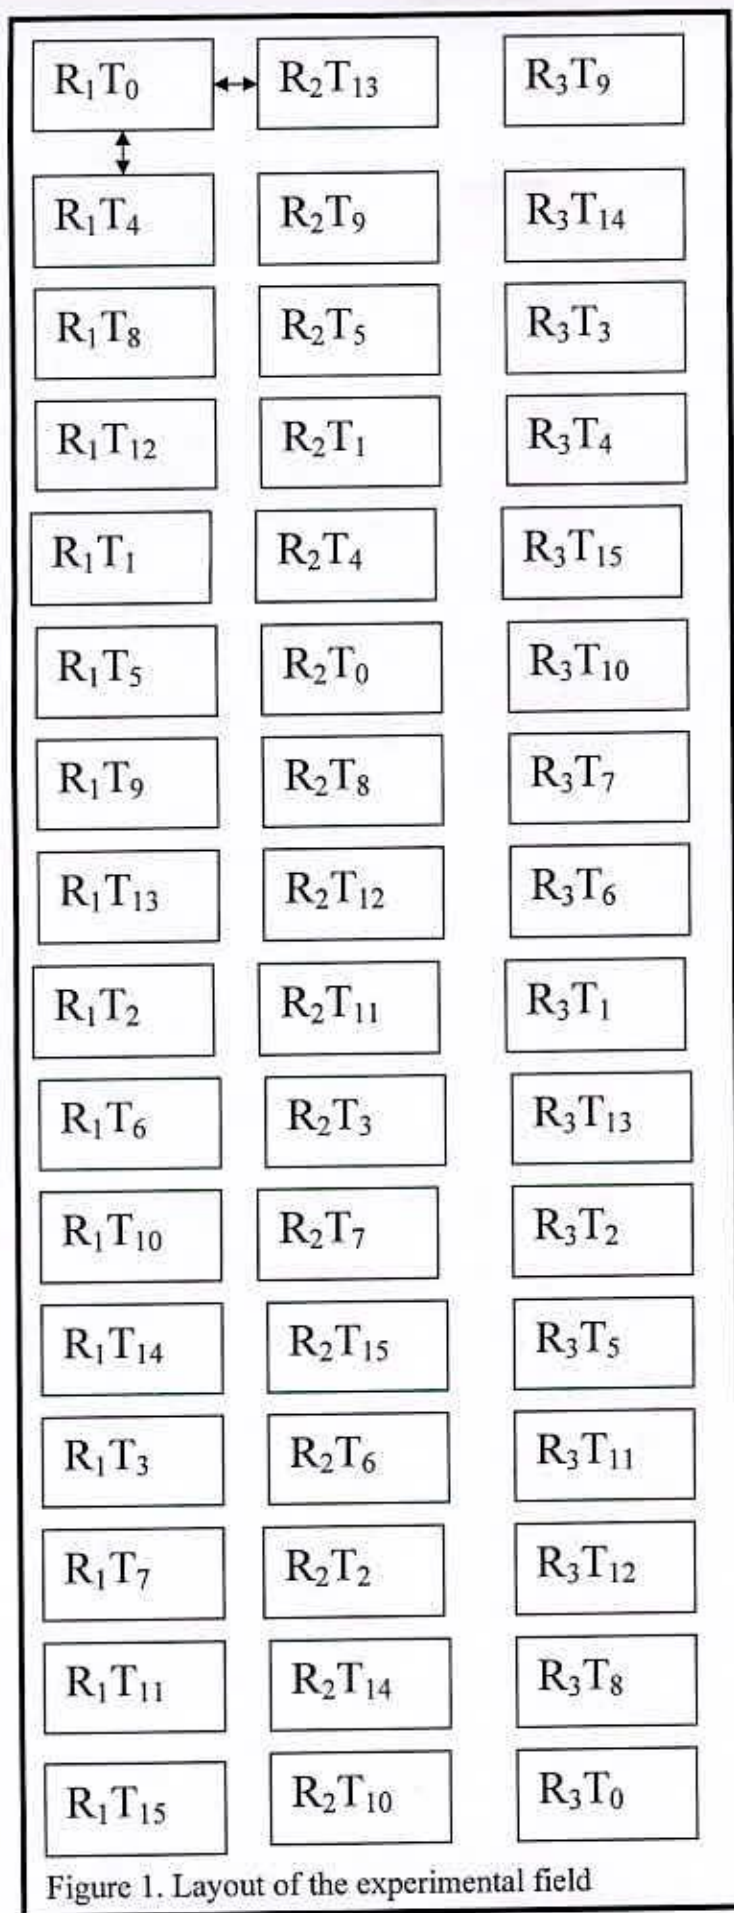 R₁T₀ R₂T₁₃ R₃T₉
R₁T₄ R₂T₉ R₃T₁₄
R₁T₈ R₂T₅ R₃T₃
R₁T₁₂ R₂T₁ R₃T₄
R₁T₁ R₂T₄ R₃T₁₅
R₁T₅ R₂T₀ R₃T₁₀
R₁T₉ R₂T₈ R₃T₇
R₁T₁₃ R₂T₁₂ R₃T₆
R₁T₂ R₂T₁₁ R₃T₁
R₁T₆ R₂T₃ R₃T₁₃
R₁T₁₀ R₂T₇ R₃T₂
R₁T₁₄ R₂T₁₅ R₃T₅
R₁T₃ R₂T₆ R₃T₁₁
R₁T₇ R₂T₂ R₃T₁₂
R₁T₁₁ R₂T₁₄ R₃T₈
R₁T₁₅ R₂T₁₀ R₃T₀
Figure 1. Layout of the experimental field